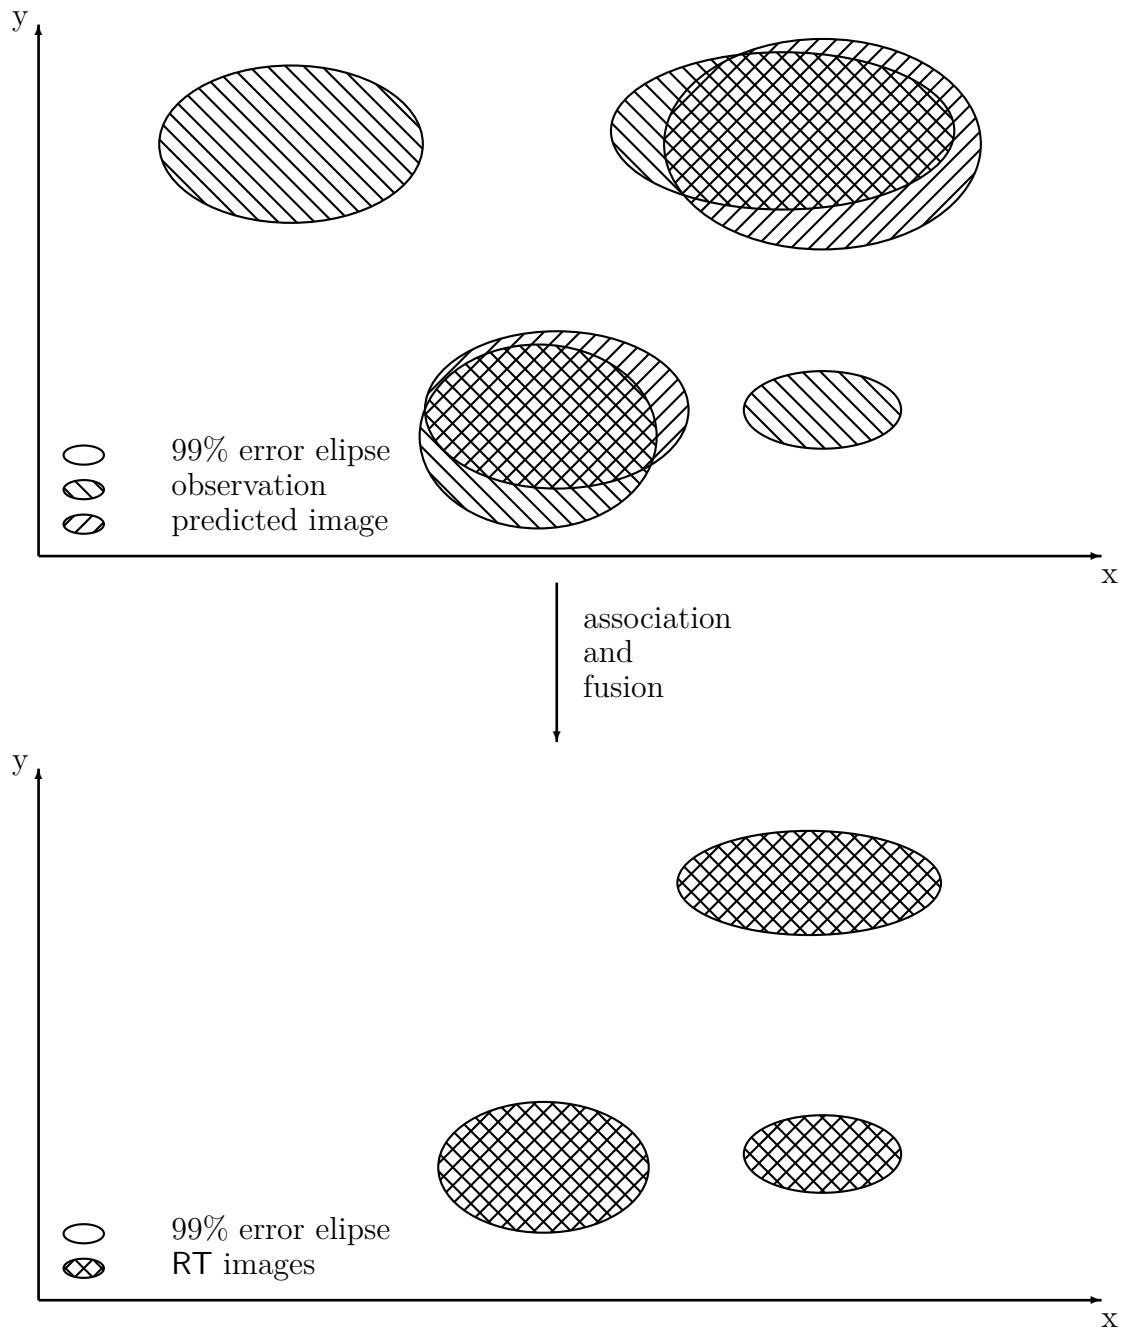 y
99% error elipse
observation
predicted image
x
association
and
fusion
y
99% error elipse
RT images
x